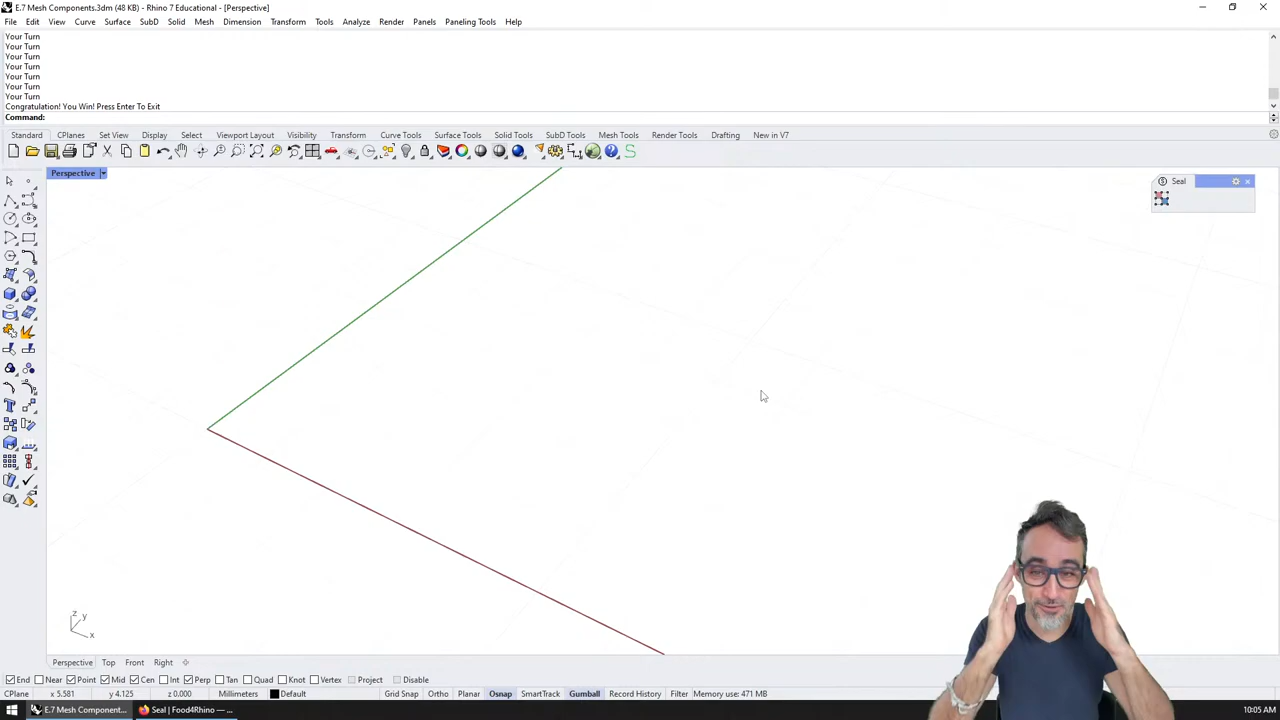 E.7 Mesh Components.3dm (48 KB) - Rhino 7 Educational - [Perspective]
File Edit View Curve Surface SubD Solid Mesh Dimension Transform Tools Analyze Render Panels Paneling Tools Help
Your Turn
Your Turn
Your Turn
Your Turn
Your Turn
Your Turn
Your Turn
Congratulation! You Win! Press Enter To Exit
Command:
Standard CPlanes Set View Display Select Viewport Layout Visibility Transform Curve Tools Surface Tools Solid Tools SubD Tools Mesh Tools Render Tools Drafting New in V7
Perspective
Seal
z
y
x
Perspective Top Front Right
End Near Point Mid Cen Int Perp Tan Quad Knot Vertex Project Disable
CPlane x 5.581 y 4.125 z 0.000 Millimeters Default Grid Snap Ortho Planar Osnap SmartTrack Gumball Record History Filter Memory use: 471 MB
E.7 Mesh Component... Seal | Food4Rhino — ... 10:05 AM